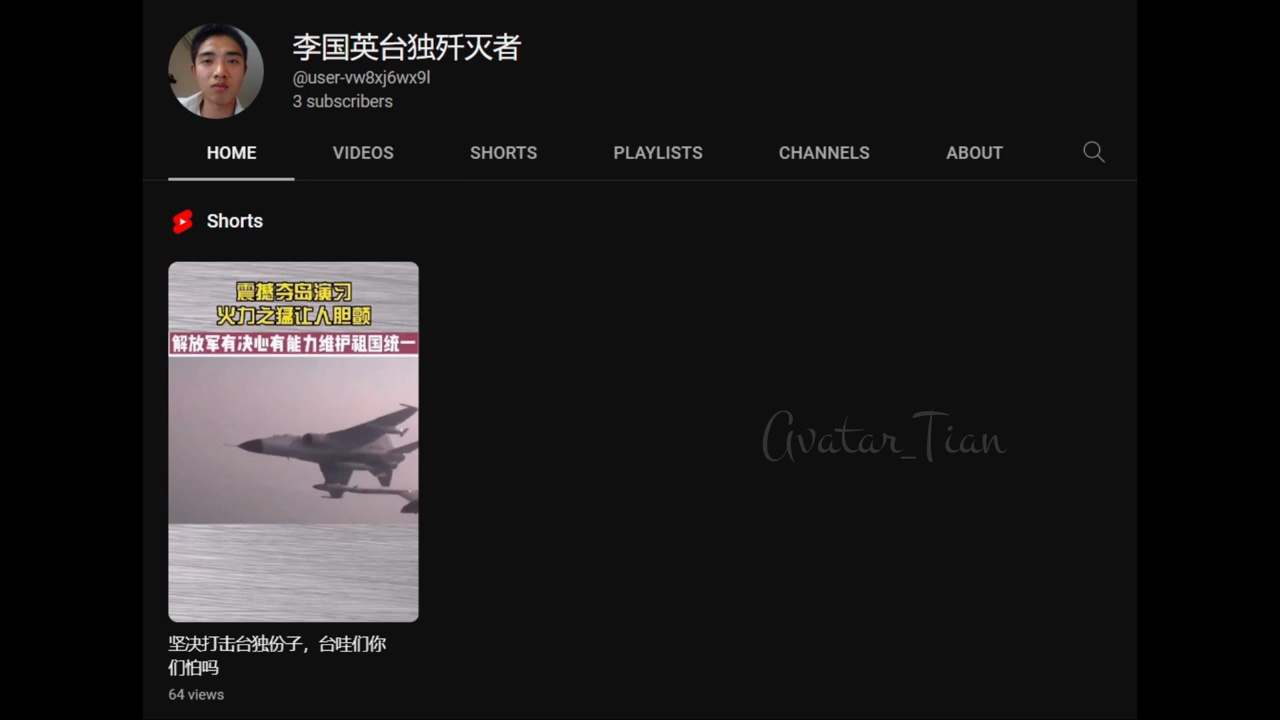 李国英台独歼灭者
@user-vw8xj6wx9l
3 subscribers
HOME VIDEOS SHORTS PLAYLISTS CHANNELS ABOUT
Shorts
震撼夺岛演习
火力之猛让人胆颤
解放军有决心有能力维护祖国统一
Avatar_Tian
坚决打击台独份子，台哇们你
们怕吗
64 views